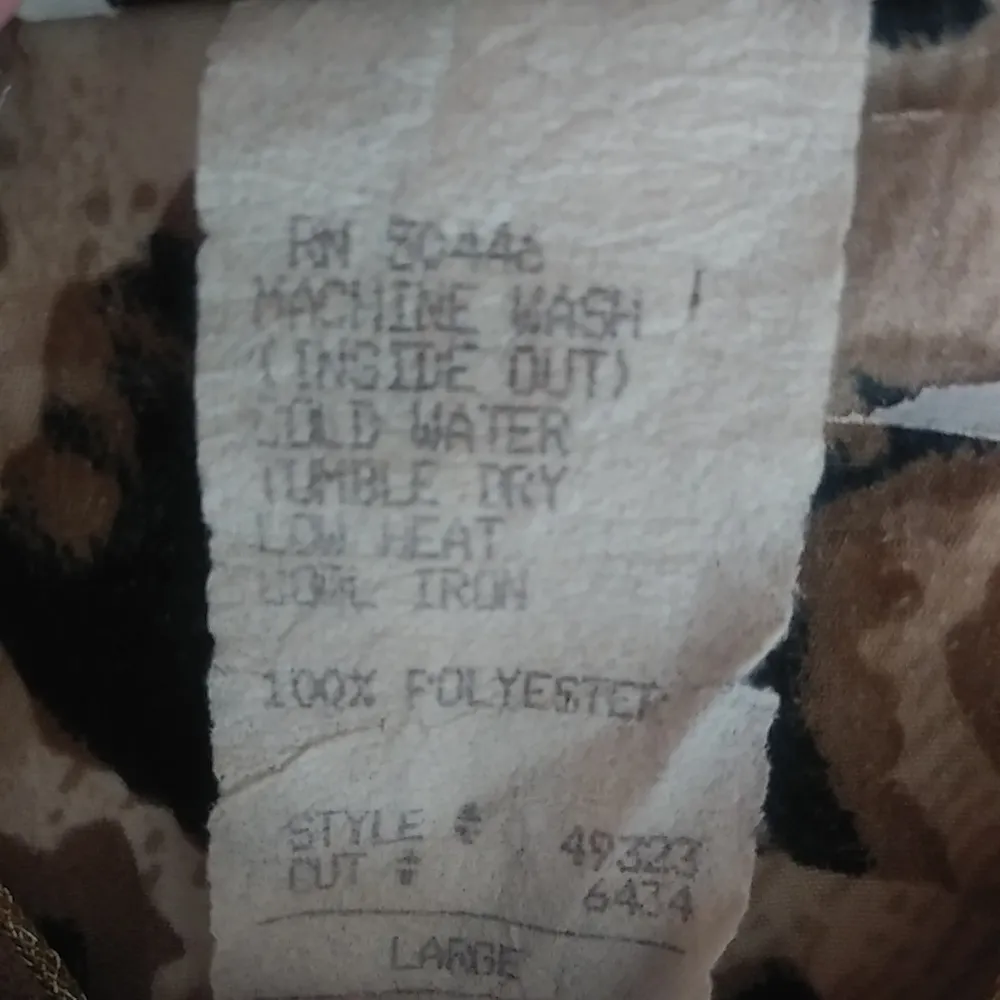 RN 80446
MACHINE WASH
(INSIDE OUT)
COLD WATER
TUMBLE DRY
LOW HEAT
COOL IRON
100% POLYESTER
STYLE # 49323
CUT # 6434
LARGE